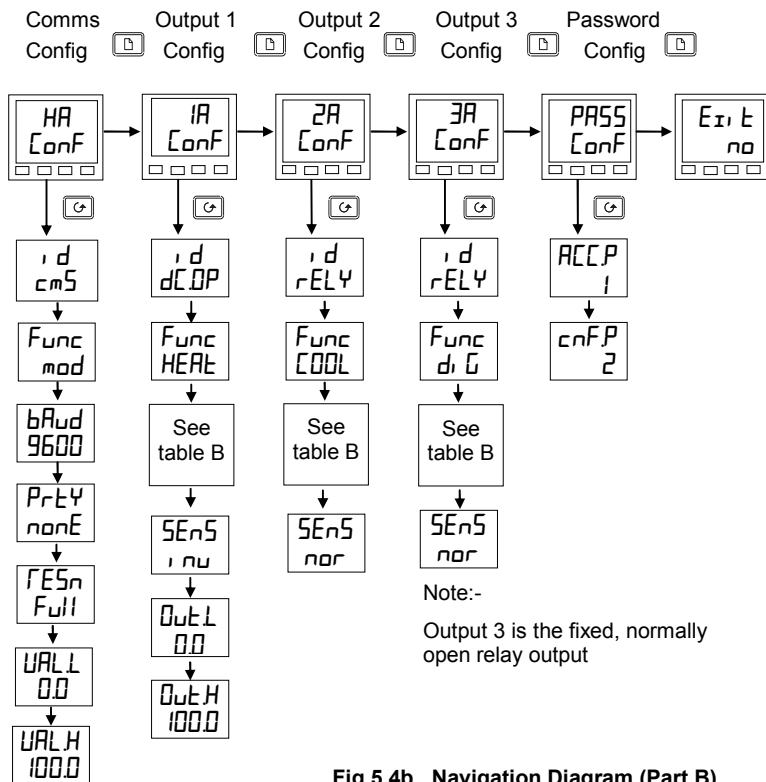 Comms Config
Output 1 Config
Output 2 Config
Output 3 Config
Password Config
HA
ConF
1A
ConF
2A
ConF
3A
ConF
PASS
ConF
Exit
no
id
cmS
Func
mod
bAud
9600
PrtY
nonE
rESn
Full
VAL.L
0.0
VAL.H
100.0
id
dC.OP
Func
HEAt
See
table B
SEnS
inv
Out.L
0.0
Out.H
100.0
id
rELY
Func
COOL
See
table B
SEnS
nor
id
rELY
Func
diG
See
table B
SEnS
nor
ACC.P
1
cnF.P
2
Note:-
Output 3 is the fixed, normally
open relay output
Fig 5.4b Navigation Diagram (Part B)